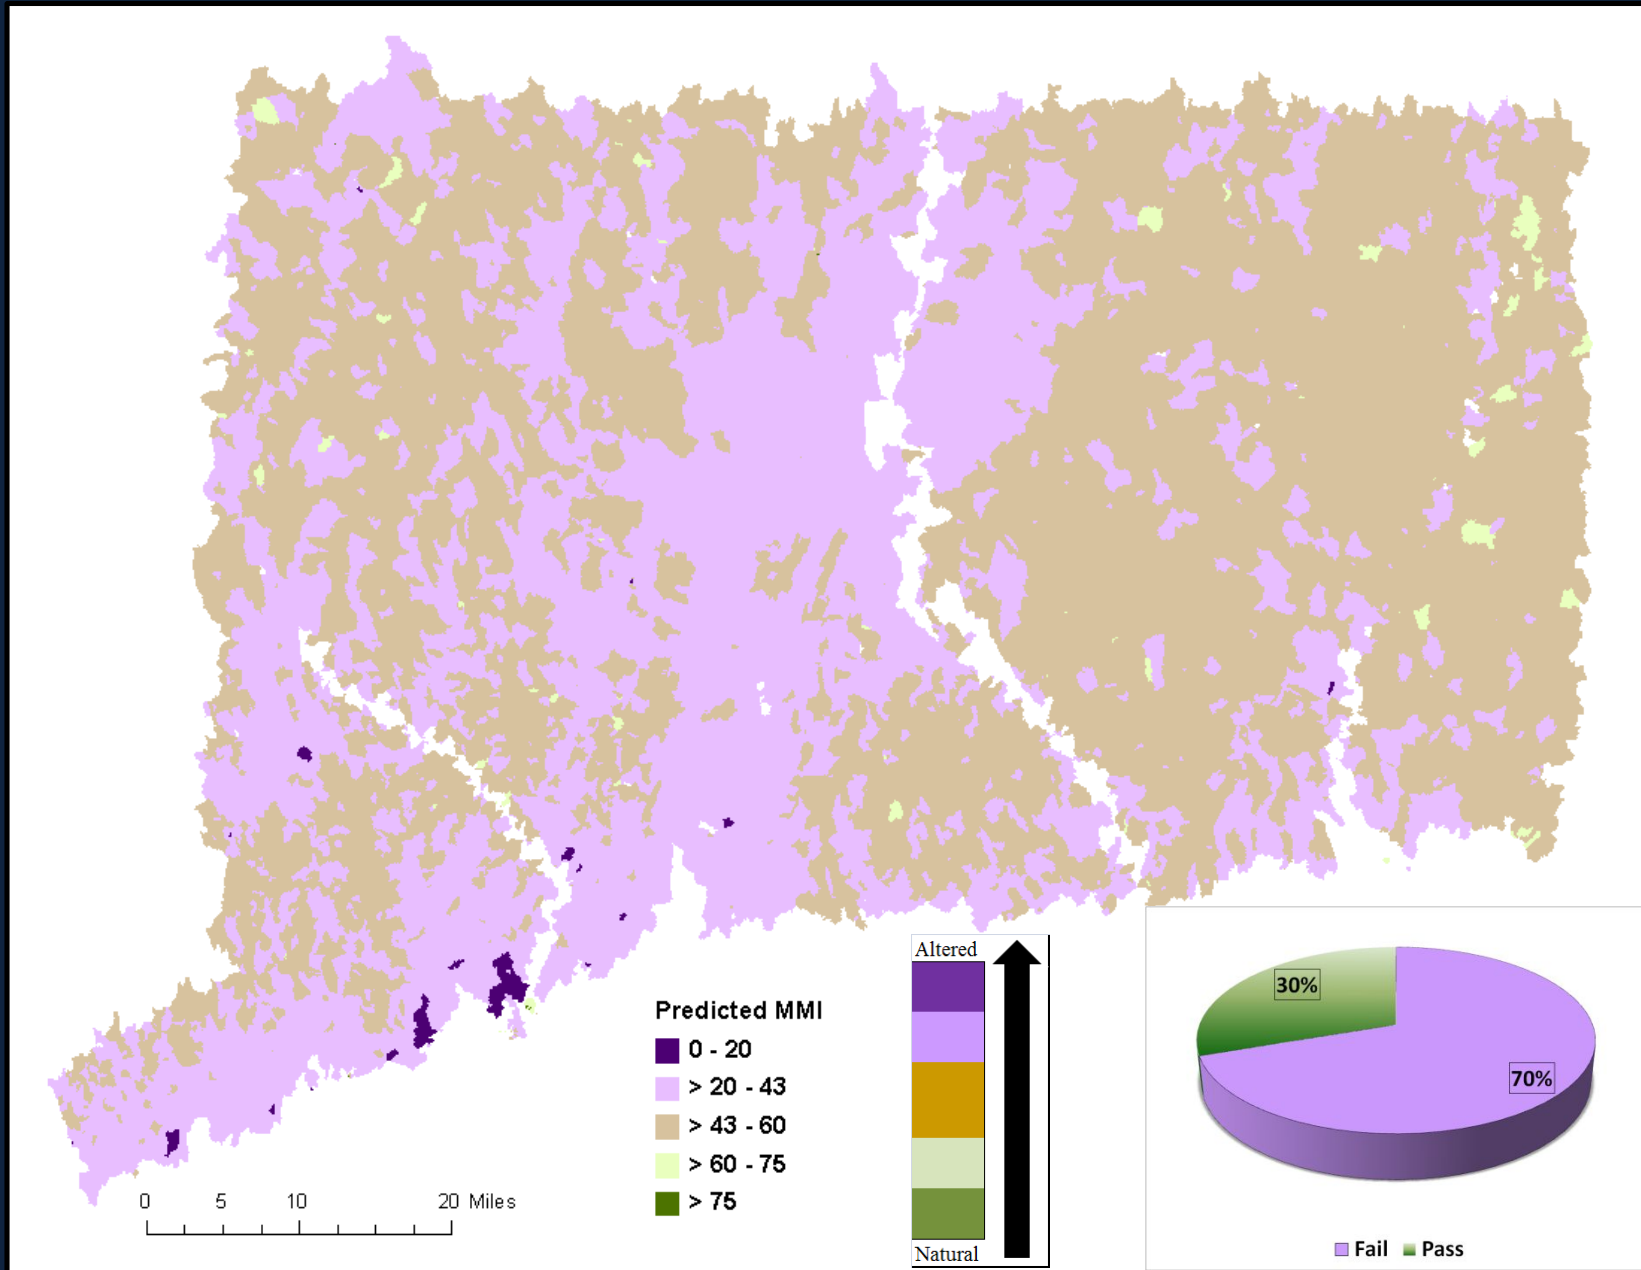 Predicted MMI
0 - 20
> 20 - 43
> 43 - 60
> 60 - 75
> 75
0 5 10 20 Miles
Altered
Natural
30%
70%
Fail Pass